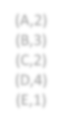 (A,2)
(B,3)
(C,2)
(D,4)
(E,1)